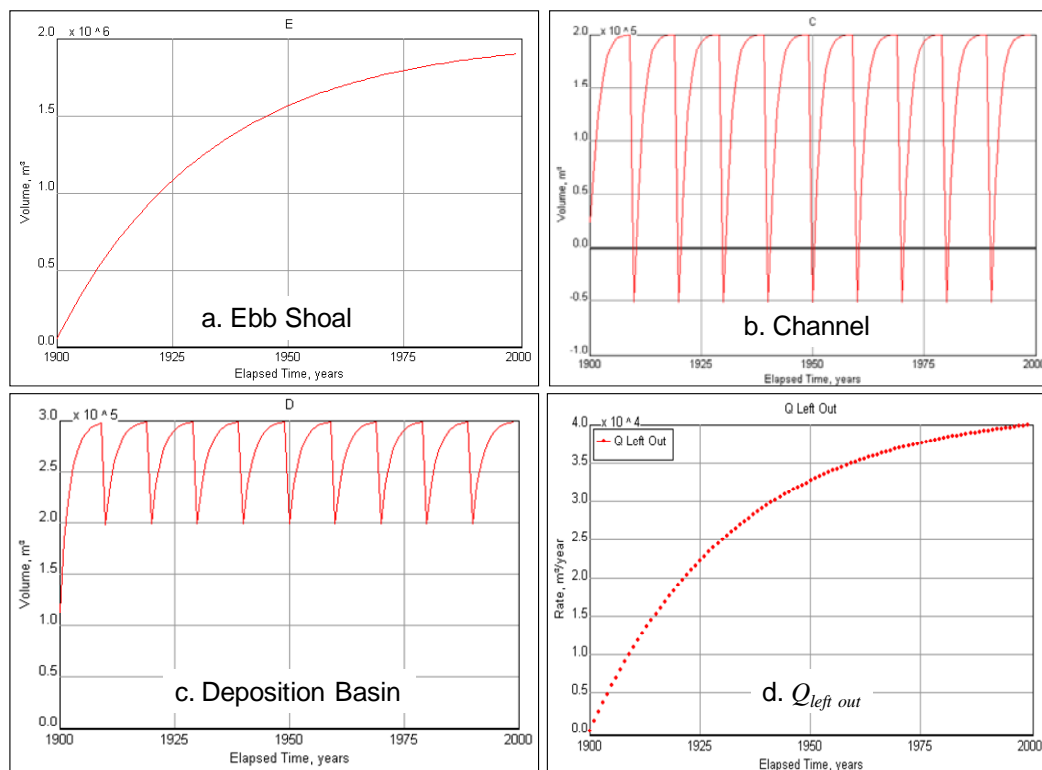 E
x 10 ^ 6
2.0
1.5
1.0
0.5
0.0
Volume, m³
1900 1925 1950 1975 2000
Elapsed Time, years
a. Ebb Shoal
C
x 10 ^ 5
2.0
1.5
1.0
0.5
0.0
-0.5
-1.0
Volume, m³
1900 1925 1950 1975 2000
Elapsed Time, years
b. Channel
D
x 10 ^ 5
3.0
2.5
2.0
1.5
1.0
0.5
0.0
Volume, m³
1900 1925 1950 1975 2000
Elapsed Time, years
c. Deposition Basin
Q Left Out
x 10 ^ 4
4.0
3.5
3.0
2.5
2.0
1.5
1.0
0.5
0.0
Q Left Out
Rate, m³/year
1900 1925 1950 1975 2000
Elapsed Time, years
d. Qleft out